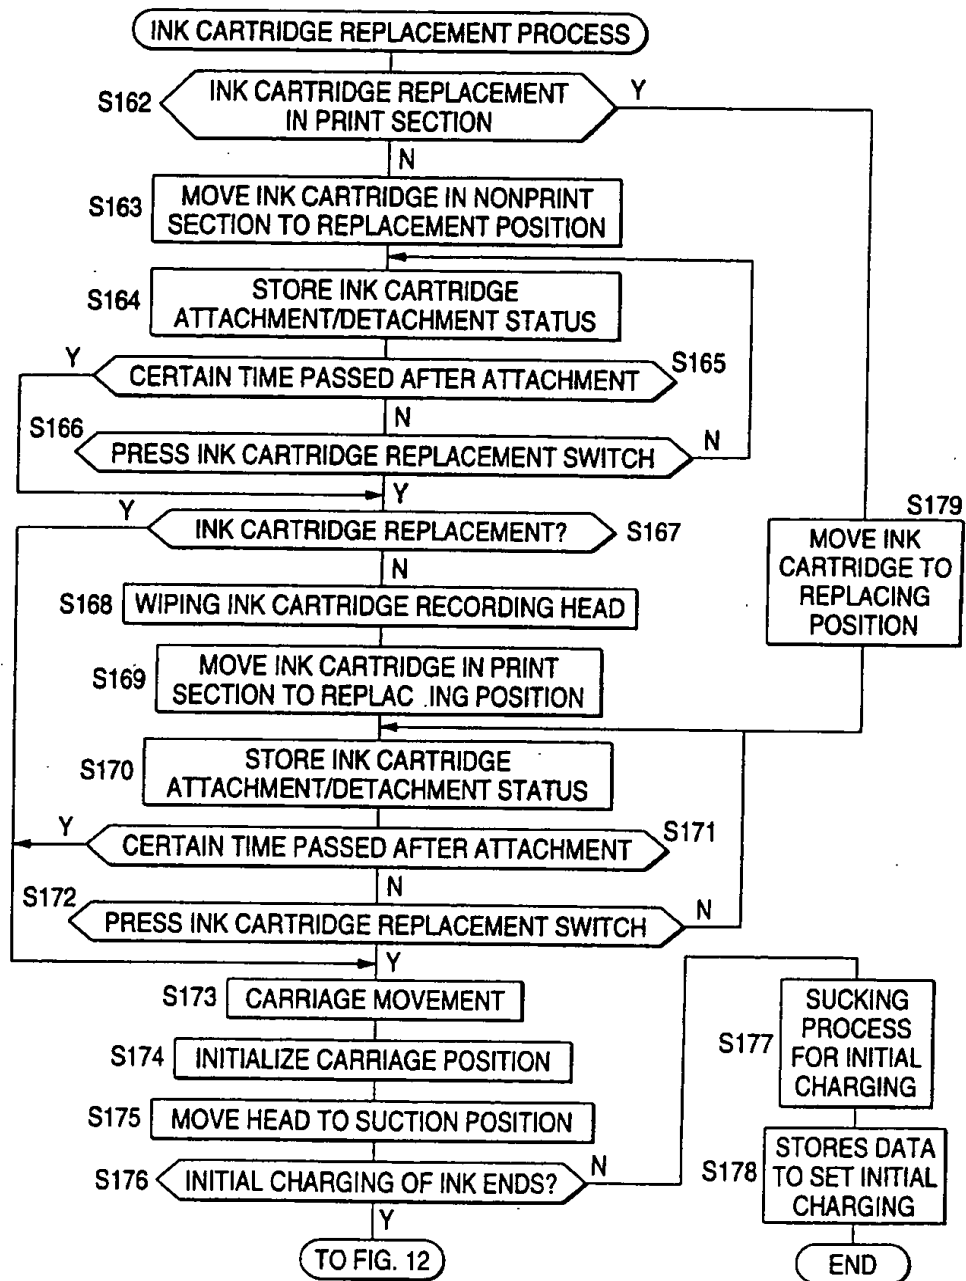 INK CARTRIDGE REPLACEMENT PROCESS
S162
INK CARTRIDGE REPLACEMENT
IN PRINT SECTION
Y
N
S163
MOVE INK CARTRIDGE IN NONPRINT
SECTION TO REPLACEMENT POSITION
S164
STORE INK CARTRIDGE
ATTACHMENT/DETACHMENT STATUS
Y
CERTAIN TIME PASSED AFTER ATTACHMENT
S165
N
S166
PRESS INK CARTRIDGE REPLACEMENT SWITCH
N
Y
Y
INK CARTRIDGE REPLACEMENT?
S167
N
S179
MOVE INK
CARTRIDGE TO
REPLACING
POSITION
S168
WIPING INK CARTRIDGE RECORDING HEAD
S169
MOVE INK CARTRIDGE IN PRINT
SECTION TO REPLAC .ING POSITION
S170
STORE INK CARTRIDGE
ATTACHMENT/DETACHMENT STATUS
Y
CERTAIN TIME PASSED AFTER ATTACHMENT
S171
N
S172
PRESS INK CARTRIDGE REPLACEMENT SWITCH
N
Y
S173
CARRIAGE MOVEMENT
S174
INITIALIZE CARRIAGE POSITION
S175
MOVE HEAD TO SUCTION POSITION
S176
INITIAL CHARGING OF INK ENDS?
N
Y
TO FIG. 12
S177
SUCKING
PROCESS
FOR INITIAL
CHARGING
S178
STORES DATA
TO SET INITIAL
CHARGING
END